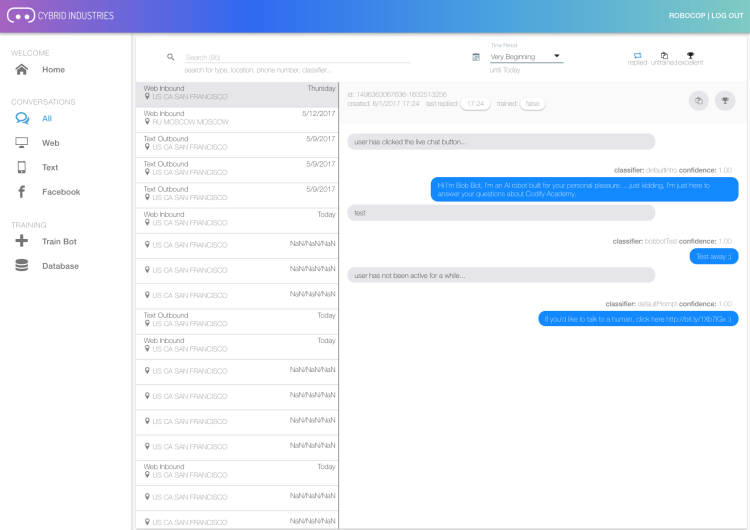 CYBRID INDUSTRIES
ROBOCOP | LOG OUT
WELCOME
Home
CONVERSATIONS
All
Web
Text
Facebook
TRAINING
Train Bot
Database
Search (95)
search for type, location, phone number, classifier...
Time Period
Very Beginning
until Today
replied untrained excellent
Web Inbound Thursday
US CA SAN FRANCISCO
Web Inbound 5/12/2017
RU MOSCOW MOSCOW
Text Outbound 5/9/2017
US CA SAN FRANCISCO
Text Outbound 5/9/2017
US CA SAN FRANCISCO
Text Outbound 5/9/2017
US CA SAN FRANCISCO
Web Inbound Today
US CA SAN FRANCISCO
NaN/NaN/NaN
US CA SAN FRANCISCO
NaN/NaN/NaN
US CA SAN FRANCISCO
NaN/NaN/NaN
US CA SAN FRANCISCO
Text Outbound Today
US CA SAN FRANCISCO
Web Inbound Today
US CA SAN FRANCISCO
NaN/NaN/NaN
US CA SAN FRANCISCO
NaN/NaN/NaN
US CA SAN FRANCISCO
NaN/NaN/NaN
US CA SAN FRANCISCO
NaN/NaN/NaN
US CA SAN FRANCISCO
Web Inbound Today
US CA SAN FRANCISCO
NaN/NaN/NaN
US CA SAN FRANCISCO
NaN/NaN/NaN
US CA SAN FRANCISCO
id: 1496363067636-1632513256
created: 6/1/2017 17:24 last replied: 17:24 trained: false
user has clicked the live chat button...
classifier: defaultIntro confidence: 1.00
Hi I'm Bob Bot, I'm an AI robot built for your personal pleasure.....just kidding, I'm just here to
answer your questions about Codify Academy.
test
classifier: bobbotTest confidence: 1.00
Test away :)
user has not been active for a while...
classifier: defaultPrompt confidence: 1.00
If you'd like to talk to a human, click here http://bit.ly/1Xb7IGx :)